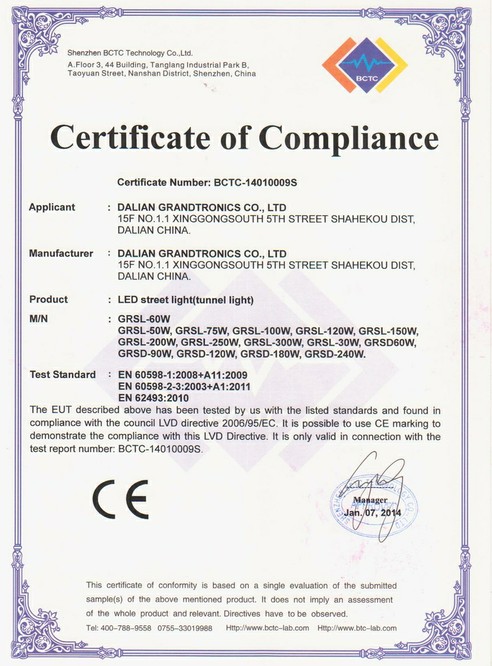 Shenzhen BCTC Technology Co.,Ltd.
A.Floor 3, 44 Building, Tanglang Industrial Park B,
Taoyuan Street, Nanshan District, Shenzhen, China
BCTC
Certificate of Compliance
Certificate Number: BCTC-14010009S
Applicant : DALIAN GRANDTRONICS CO., LTD
15F NO.1.1 XINGGONGSOUTH 5TH STREET SHAHEKOU DIST,
DALIAN CHINA.
Manufacturer : DALIAN GRANDTRONICS CO., LTD
15F NO.1.1 XINGGONGSOUTH 5TH STREET SHAHEKOU DIST,
DALIAN CHINA.
Product : LED street light(tunnel light)
M/N : GRSL-60W
GRSL-50W, GRSL-75W, GRSL-100W, GRSL-120W, GRSL-150W,
GRSL-200W, GRSL-250W, GRSL-300W, GRSL-30W, GRSD60W,
GRSD-90W, GRSD-120W, GRSD-180W, GRSD-240W.
Test Standard : EN 60598-1:2008+A11:2009
EN 60598-2-3:2003+A1:2011
EN 62493:2010
The EUT described above has been tested by us with the listed standards and found in
compliance with the council LVD directive 2006/95/EC. It is possible to use CE marking to
demonstrate the compliance with this LVD Directive. It is only valid in connection with the
test report number: BCTC-14010009S.
CE
Manager
Jan. 07, 2014
This certificate of conformity is based on a single evaluation of the submitted
sample(s) of the above mentioned product. It does not imply an assessment
of the whole product and relevant. Directives have to be observed.
Tel: 400-788-9558 0755-33019988 Http://www.bctc-lab.com Http://www.btc-lab.com